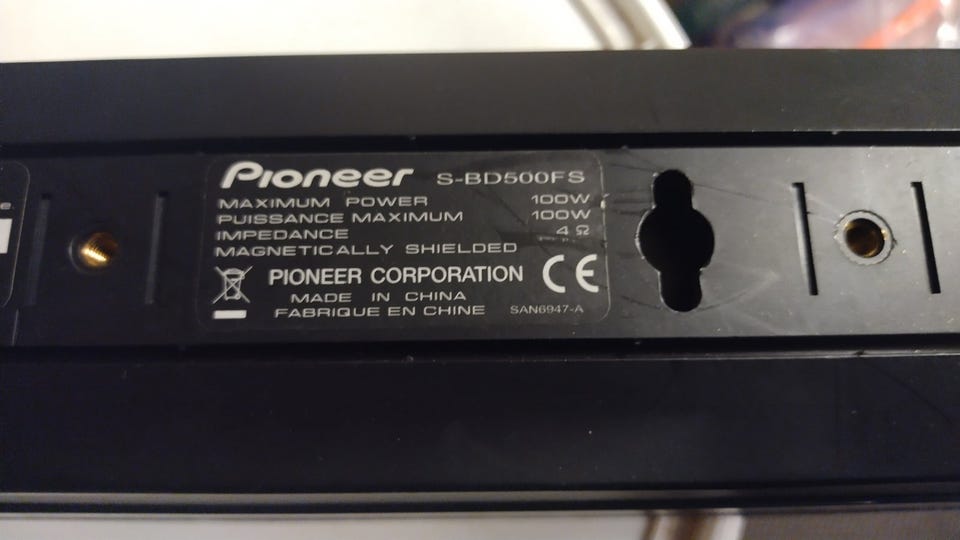 Pioneer S-BD500FS
MAXIMUM POWER 100W
PUISSANCE MAXIMUM 100W
IMPEDANCE 4 Ω
MAGNETICALLY SHIELDED
PIONEER CORPORATION CE
MADE IN CHINA
FABRIQUE EN CHINE SAN6947-A